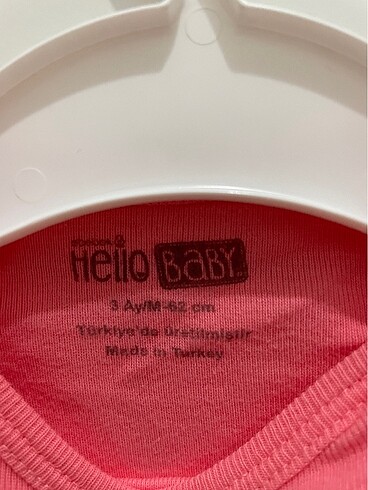 Hello BABY
3 Ay/M-62 cm
Türkiye'de üretilmiştir
Made in Turkey